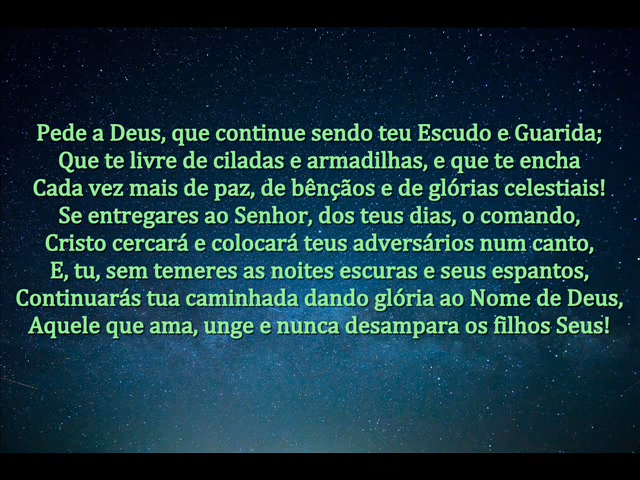 Pede a Deus, que continue sendo teu Escudo e Guarida;
Que te livre de ciladas e armadilhas, e que te encha
Cada vez mais de paz, de bênçãos e de glórias celestiais!
Se entregares ao Senhor, dos teus dias, o comando,
Cristo cercará e colocará teus adversários num canto,
E, tu, sem temeres as noites escuras e seus espantos,
Continuarás tua caminhada dando glória ao Nome de Deus,
Aquele que ama, unge e nunca desampara os filhos Seus!